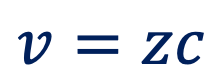 v = zc